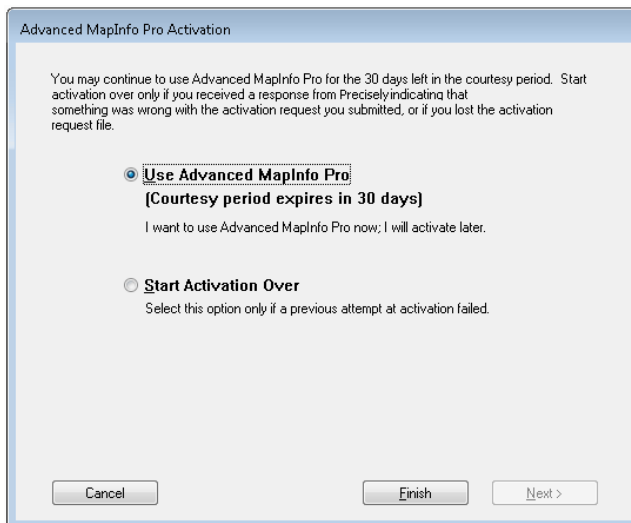 Advanced MapInfo Pro Activation
You may continue to use Advanced MapInfo Pro for the 30 days left in the courtesy period. Start
activation over only if you received a response from Preciselyindicating that
something was wrong with the activation request you submitted, or if you lost the activation
request file.
Use Advanced MapInfo Pro
(Courtesy period expires in 30 days)
I want to use Advanced MapInfo Pro now; I will activate later.
Start Activation Over
Select this option only if a previous attempt at activation failed.
Cancel Finish Next >